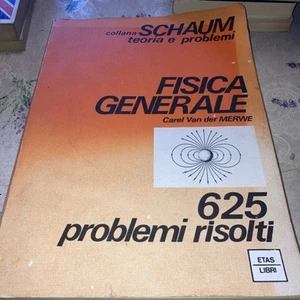 collana SCHAUM
teoria e problemi
FISICA
GENERALE
Carel Van der MERWE
625
problemi risolti
ETAS
LIBRI